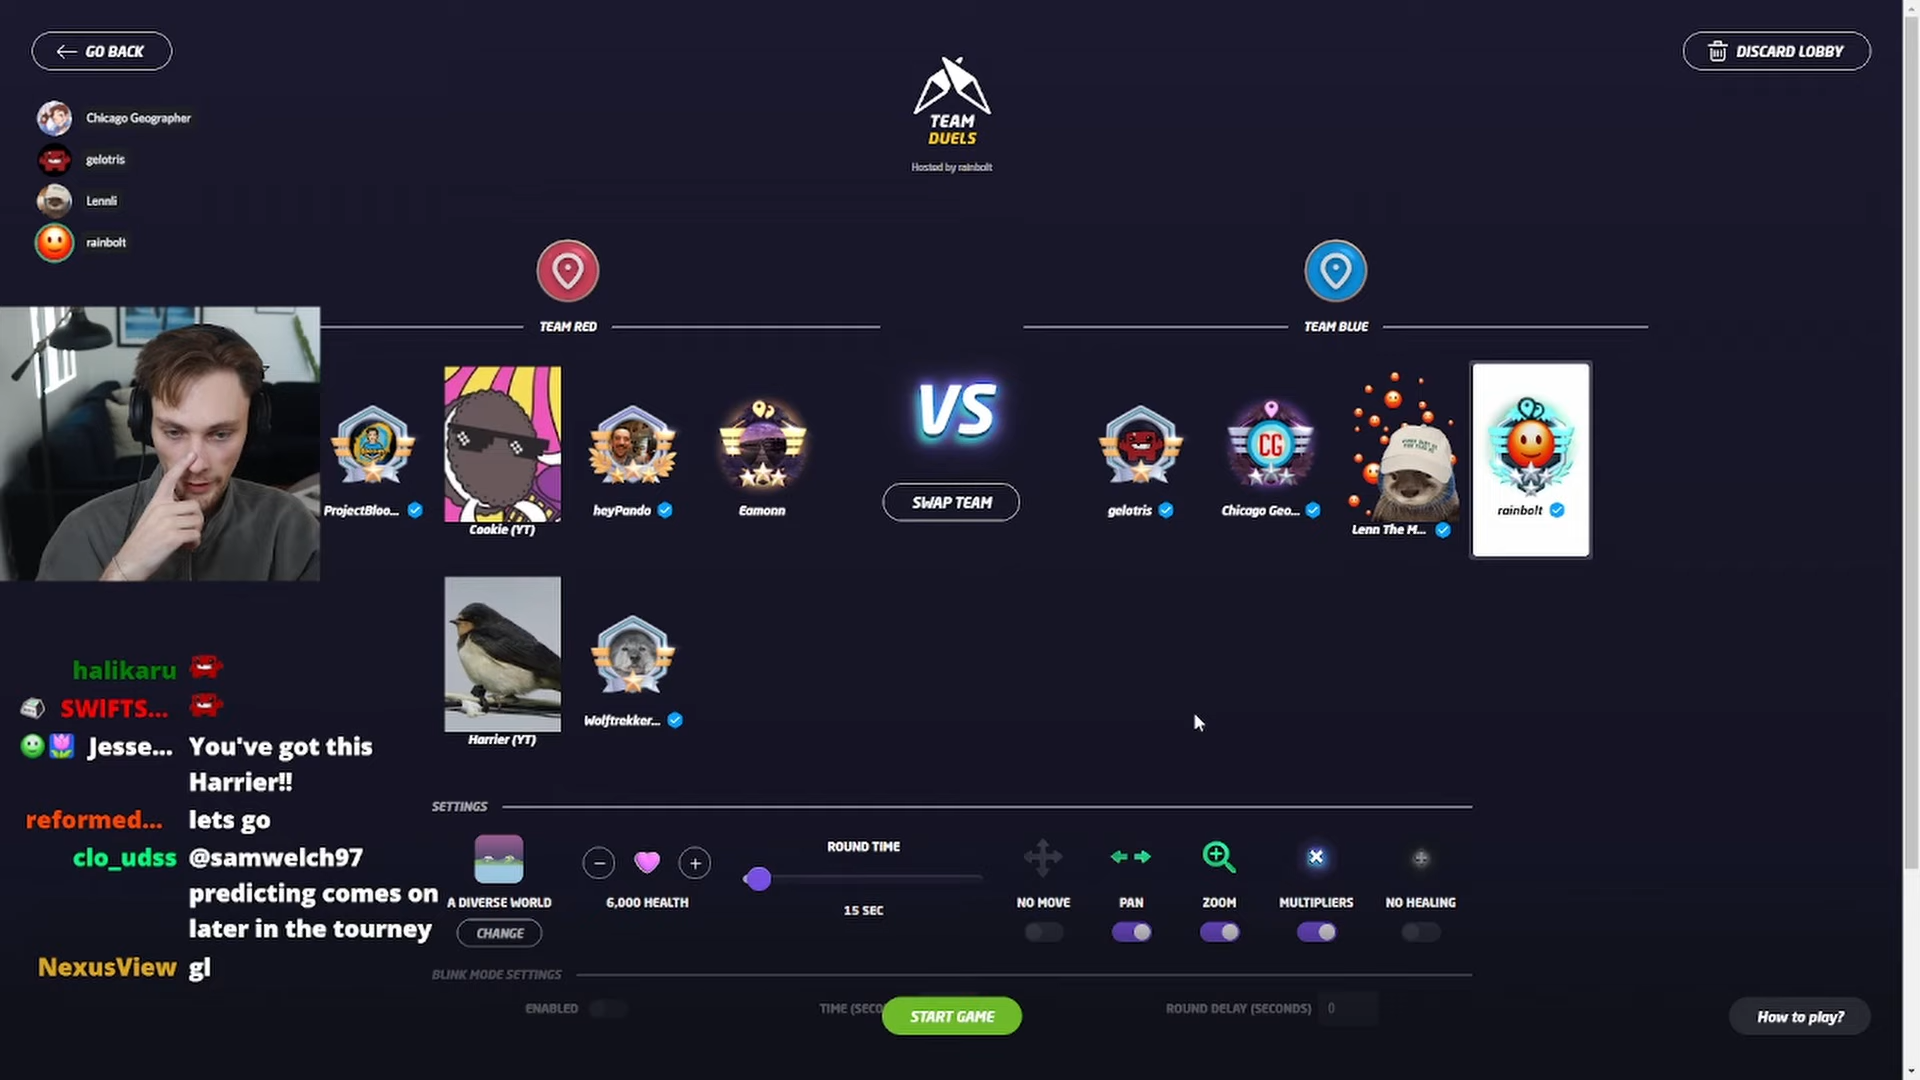 GO BACK
DISCARD LOBBY
TEAM
DUELS
Hosted by rainbolt
Chicago Geographer
gelotris
Lennli
rainbolt
TEAM RED
TEAM BLUE
VS
SWAP TEAM
ProjectBloo...
Cookie (YT)
heyPando
Eamonn
gelotris
CG
Chicago Geo...
Lenn The M...
rainbolt
Harrier (YT)
Wolftrekker...
halikaru
SWIFTS...
Jesse... You've got this
Harrier!!
reformed... lets go
clo_udss @samwelch97
predicting comes on
later in the tourney
NexusView gl
SETTINGS
A DIVERSE WORLD
CHANGE
6,000 HEALTH
ROUND TIME
15 SEC
NO MOVE
PAN
ZOOM
MULTIPLIERS
NO HEALING
BLINK MODE SETTINGS
ENABLED
TIME (SECO
START GAME
ROUND DELAY (SECONDS) 0
How to play?